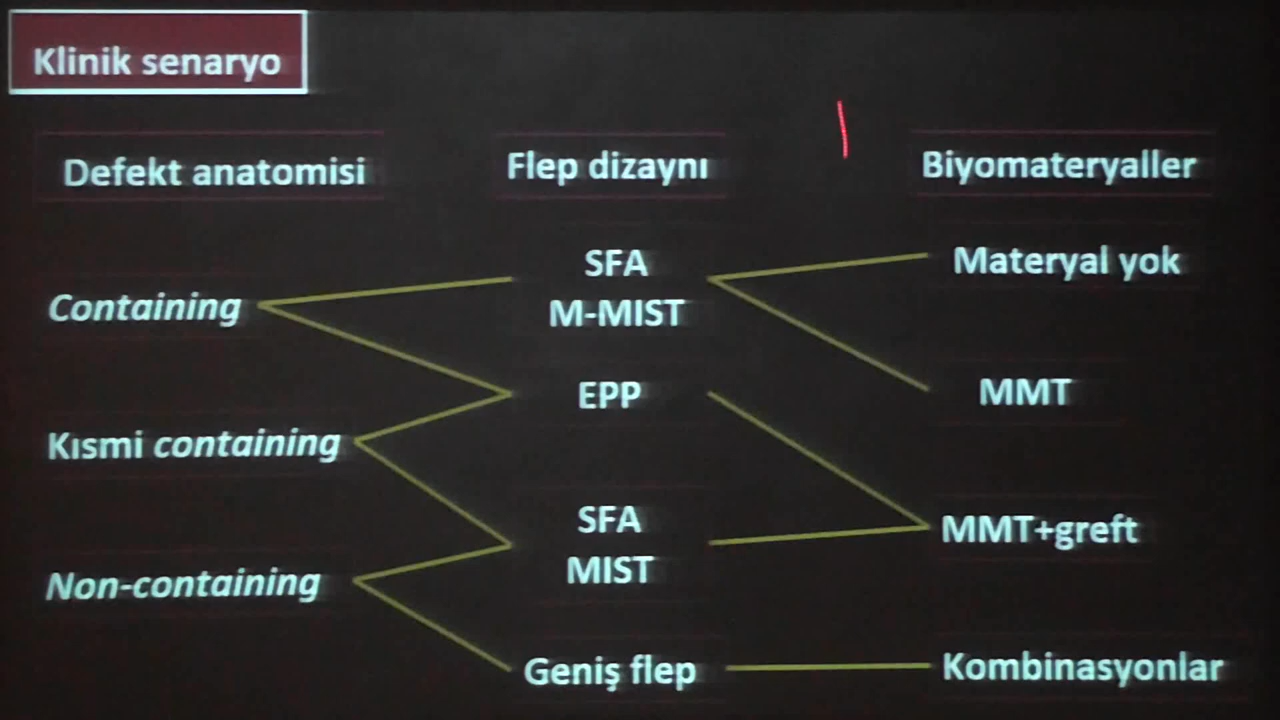 Klinik senaryo
Defekt anatomisi
Flep dizaynı
Biyomateryaller
Containing
Kısmi containing
Non-containing
SFA
M-MIST
EPP
SFA
MIST
Geniş flep
Materyal yok
MMT
MMT+greft
Kombinasyonlar